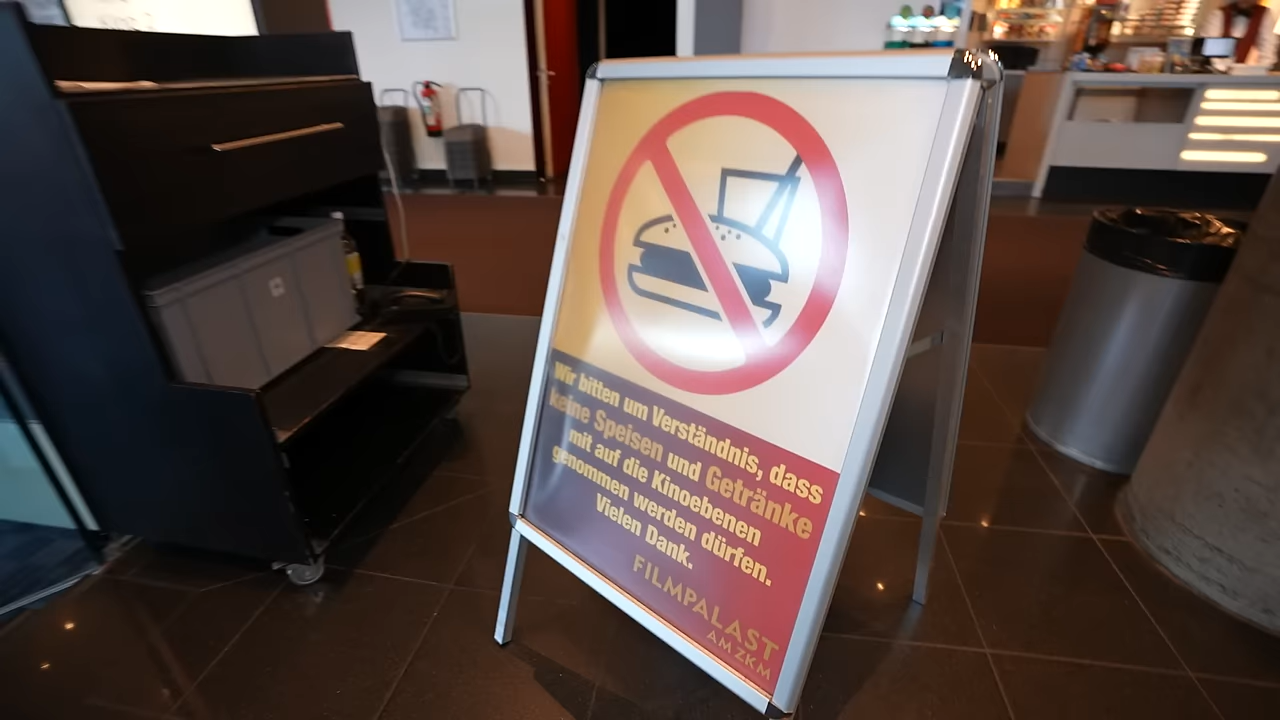 Wir bitten um Verständnis, dass
keine Speisen und Getränke
mit auf die Kinoebenen
genommen werden dürfen.
Vielen Dank.
FILMPALAST
AM ZKM